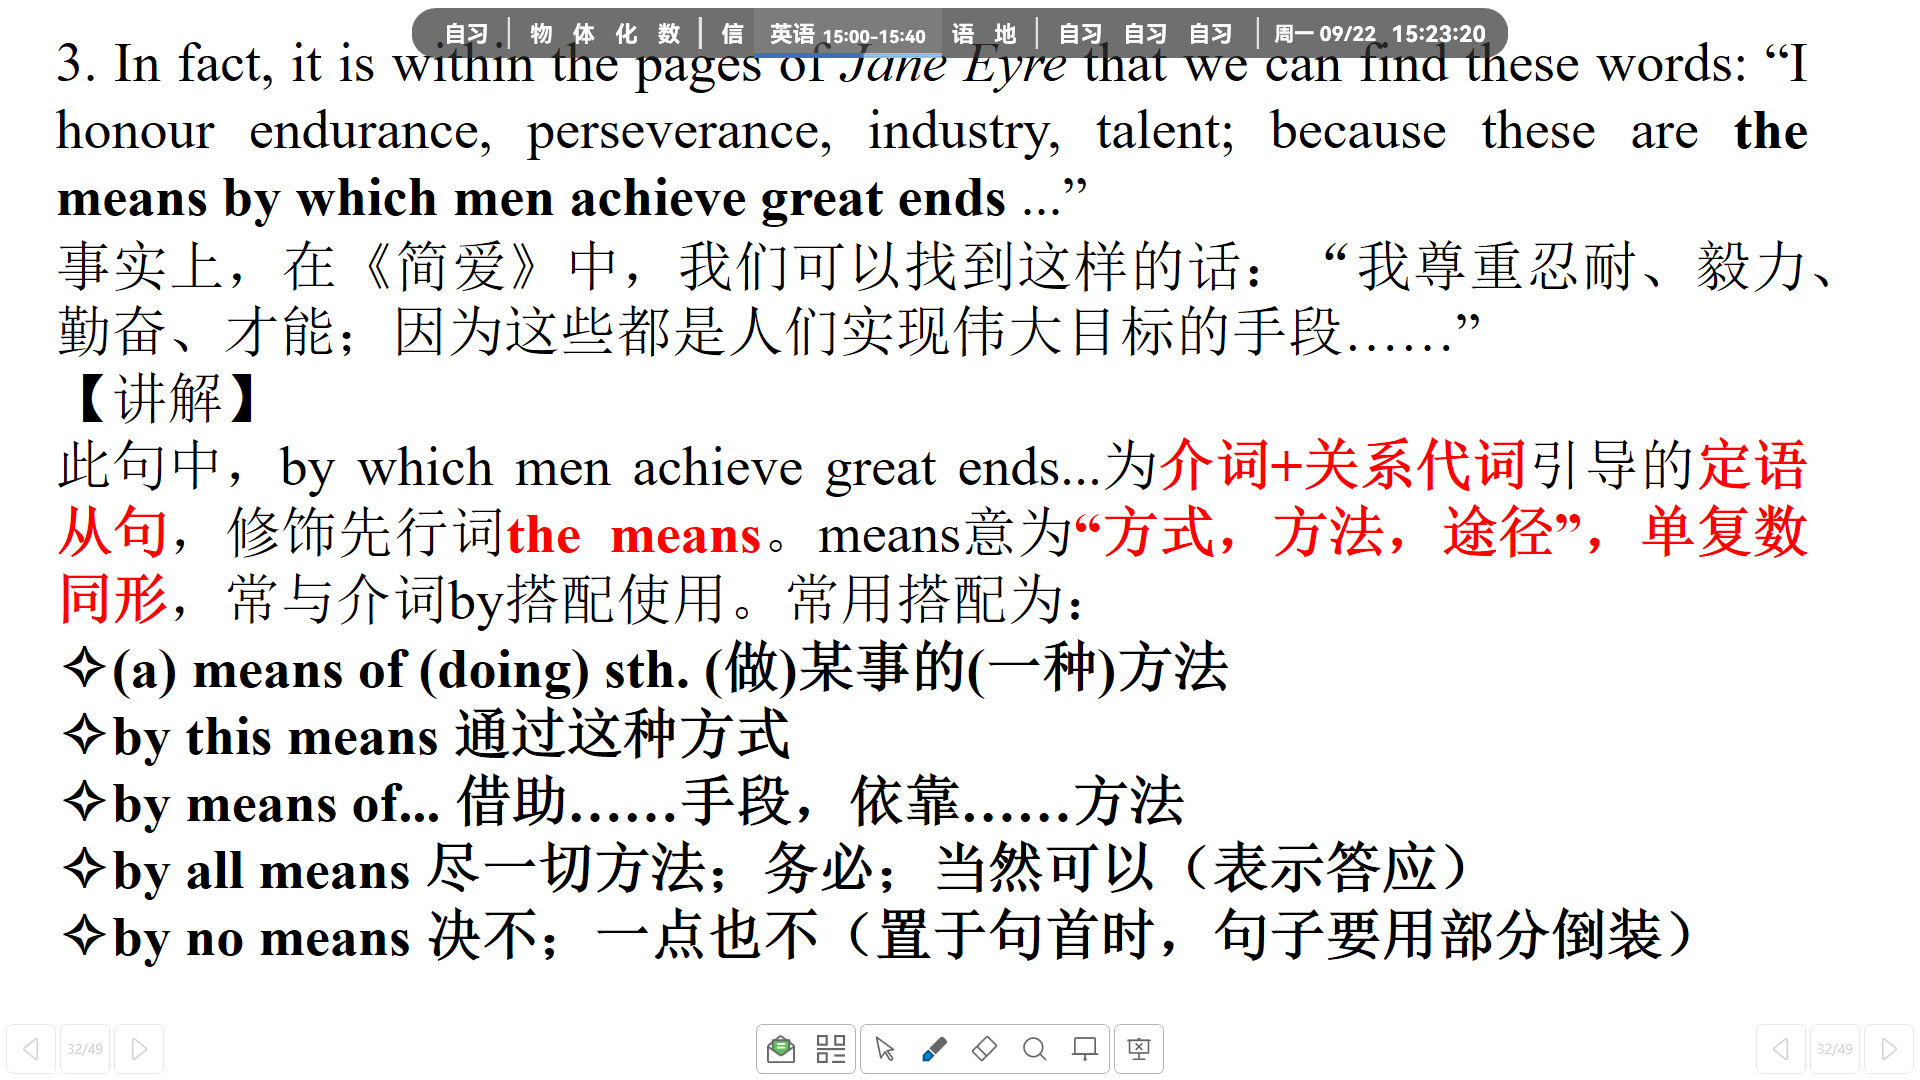 自习 | 物 体 化 数 | 信 英语 15:00-15:40 语 地 | 自习 自习 自习 | 周一 09/22 15:23:20
3. In fact, it is within the pages of Jane Eyre that we can find these words: “I
honour endurance, perseverance, industry, talent; because these are the
means by which men achieve great ends ...”
事实上，在《简爱》中，我们可以找到这样的话：“我尊重忍耐、毅力、
勤奋、才能；因为这些都是人们实现伟大目标的手段……”
【讲解】
此句中，by which men achieve great ends...为介词+关系代词引导的定语
从句，修饰先行词the means。means意为“方式，方法，途径”，单复数
同形，常与介词by搭配使用。常用搭配为：
✧(a) means of (doing) sth. (做)某事的(一种)方法
✧by this means 通过这种方式
✧by means of... 借助……手段，依靠……方法
✧by all means 尽一切方法；务必；当然可以（表示答应）
✧by no means 决不；一点也不（置于句首时，句子要用部分倒装）
32/49
32/49